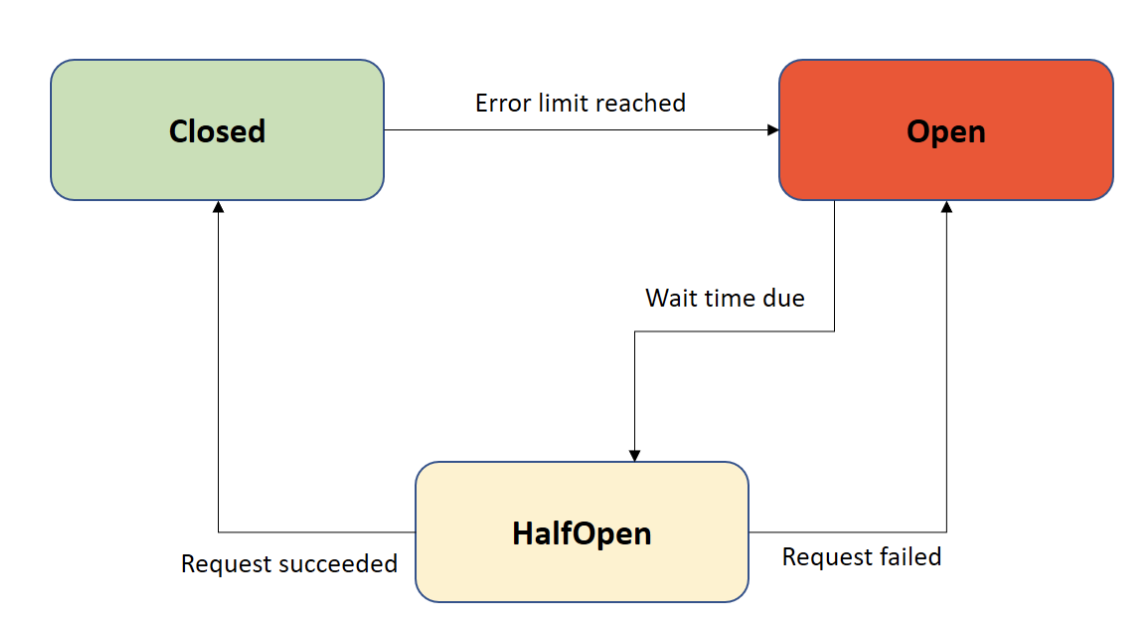 Error limit reached
Closed
Open
Wait time due
HalfOpen
Request succeeded
Request failed